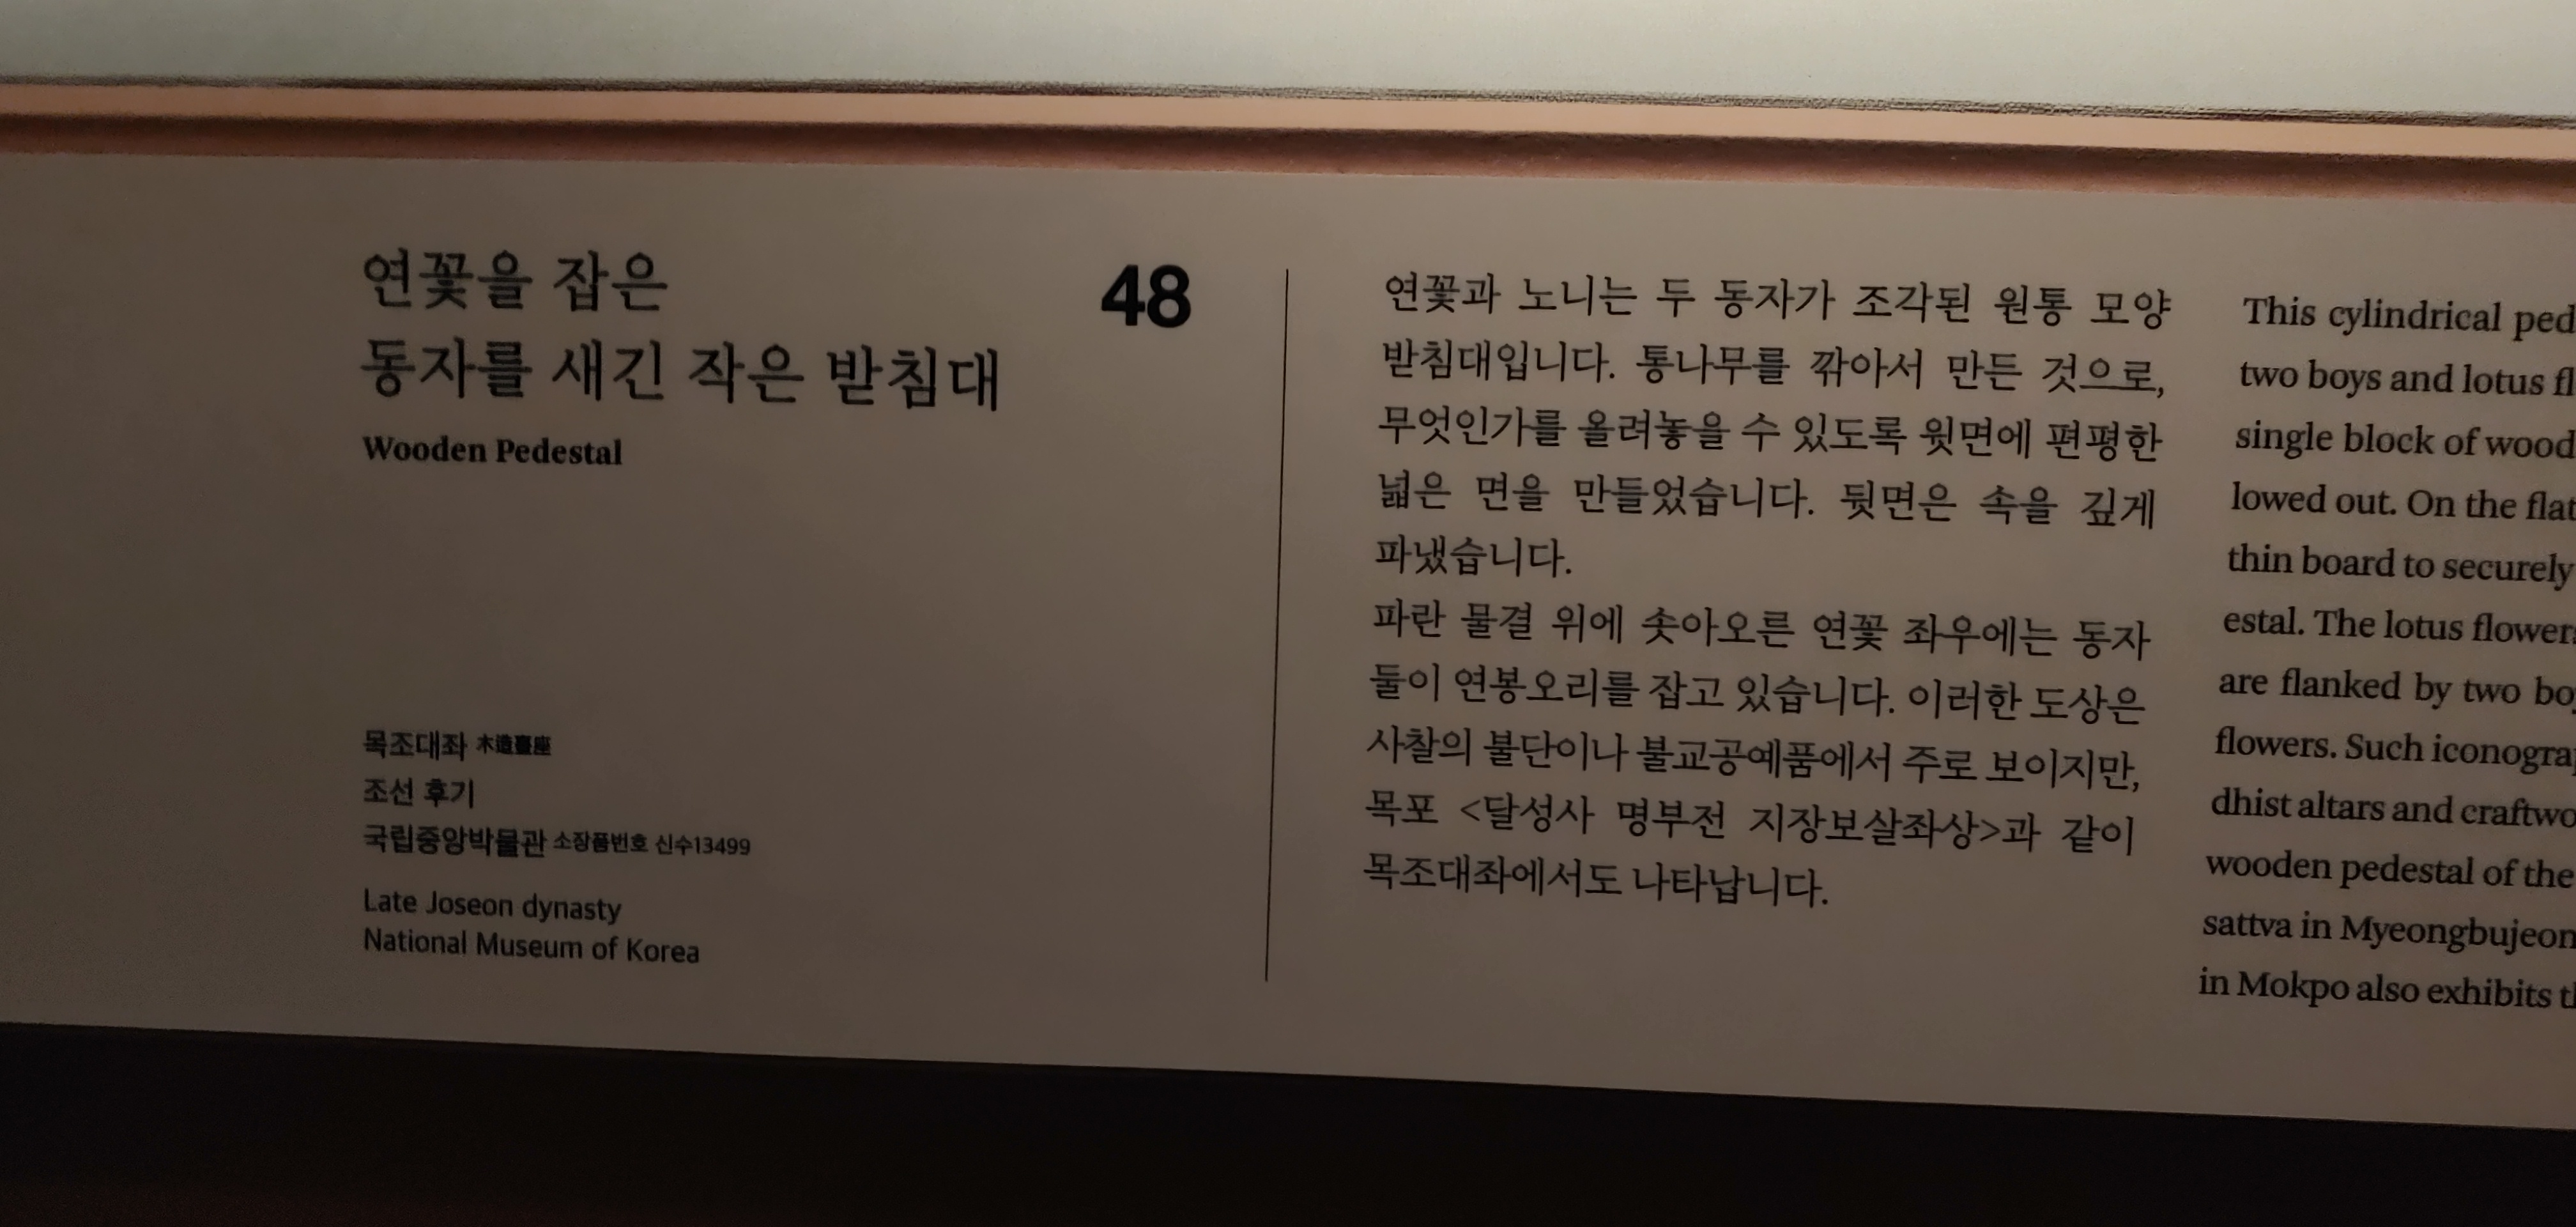 연꽃을 잡은
동자를 새긴 작은 받침대
Wooden Pedestal
48
목조대좌 木造臺座
조선 후기
국립중앙박물관 소장품번호 신수13499
Late Joseon dynasty
National Museum of Korea
연꽃과 노니는 두 동자가 조각된 원통 모양
받침대입니다. 통나무를 깎아서 만든 것으로,
무엇인가를 올려놓을 수 있도록 윗면에 편평한
넓은 면을 만들었습니다. 뒷면은 속을 깊게
파냈습니다.
파란 물결 위에 솟아오른 연꽃 좌우에는 동자
둘이 연봉오리를 잡고 있습니다. 이러한 도상은
사찰의 불단이나 불교공예품에서 주로 보이지만,
목포 <달성사 명부전 지장보살좌상>과 같이
목조대좌에서도 나타납니다.
This cylindrical ped
two boys and lotus fl
single block of wood
lowed out. On the flat
thin board to securely
estal. The lotus flower
are flanked by two bo
flowers. Such iconogra
dhist altars and craftwo
wooden pedestal of the
sattva in Myeongbujeon
in Mokpo also exhibits t